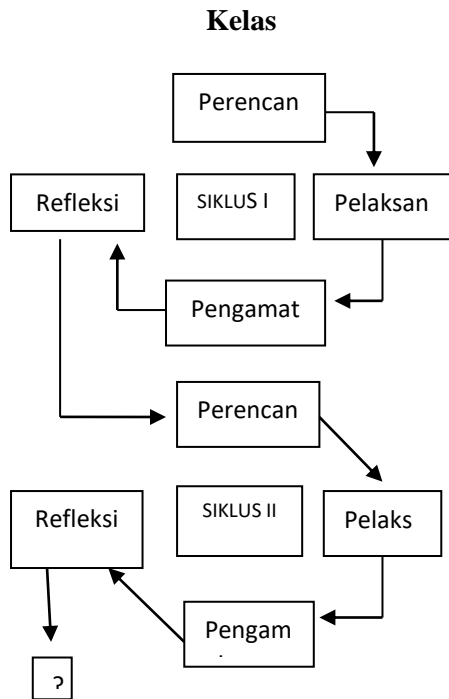 Kelas
Perencan
Refleksi
SIKLUS I
Pelaksan
Pengamat
Perencan
Refleksi
SIKLUS II
Pelaks
Pengam
?